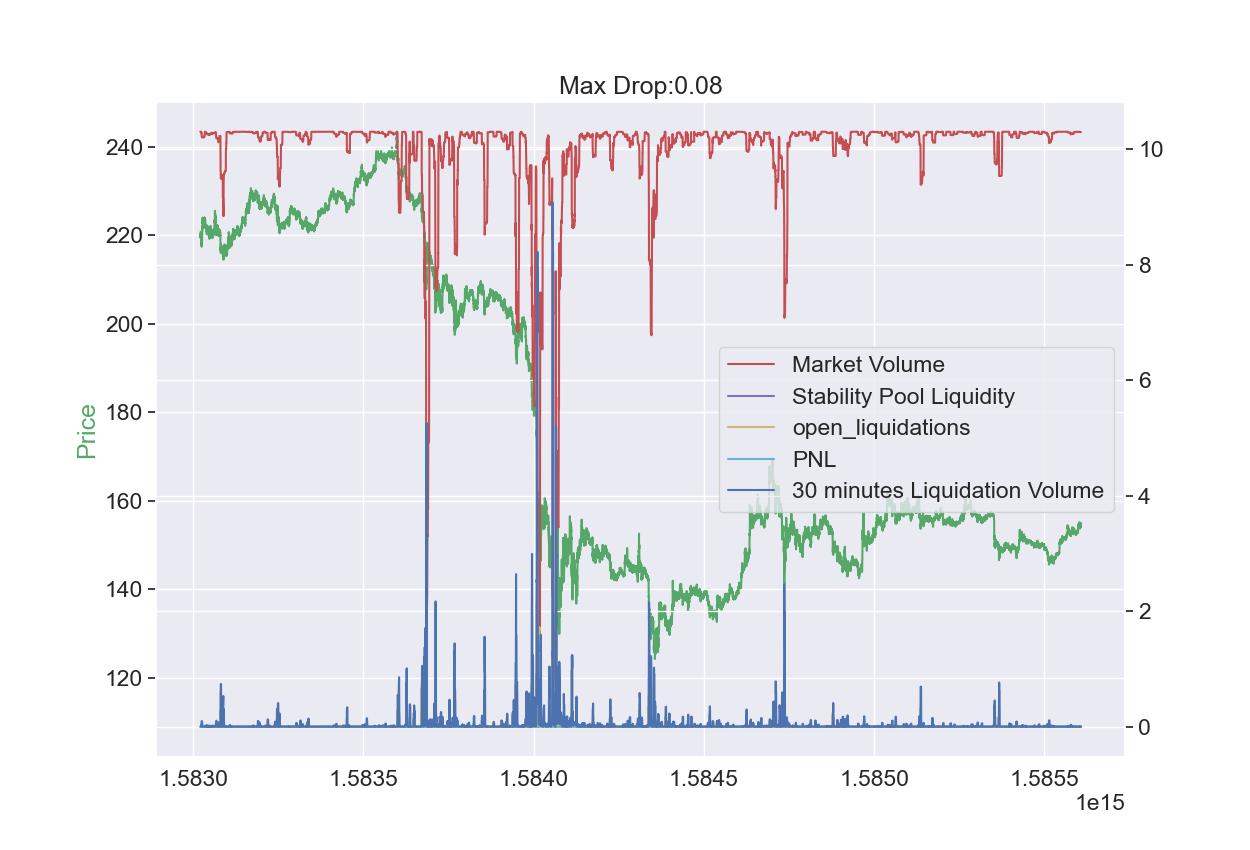 Max Drop:0.08
240
220
200
180
160
140
120
Price
10
8
6
4
2
0
Market Volume
Stability Pool Liquidity
open_liquidations
PNL
30 minutes Liquidation Volume
1.5830 1.5835 1.5840 1.5845 1.5850 1.5855
1e15